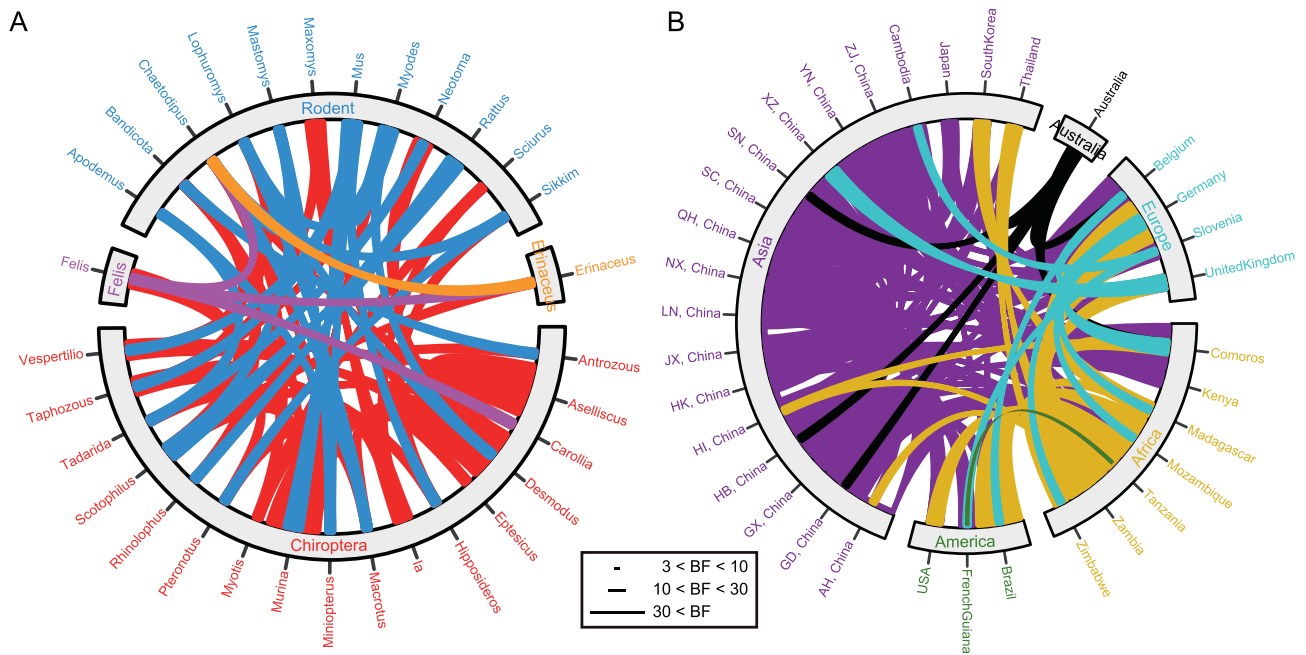 A
Rodent
Apodemus
Bandicota
Chaetodipus
Lophuromys
Mastomys
Maxomys
Mus
Myodes
Neotoma
Rattus
Sciurus
Sikkim
Felis
Felis
Erinaceus
Erinaceus
Chiroptera
Antrozous
Aselliscus
Carollia
Desmodus
Eptesicus
Hipposideros
Ia
Macrotus
Miniopterus
Murina
Myotis
Pteronotus
Rhinolophus
Scotophilus
Tadarida
Taphozous
Vespertilio
B
Asia
AH, China
GD, China
GX, China
HB, China
HI, China
HK, China
JX, China
LN, China
NX, China
QH, China
SC, China
SN, China
XZ, China
YN, China
ZJ, China
Cambodia
Japan
SouthKorea
Thailand
Australia
Australia
Europe
Belgium
Germany
Slovenia
UnitedKingdom
Africa
Comoros
Kenya
Madagascar
Mozambique
Tanzania
Zambia
Zimbabwe
America
Brazil
FrenchGuiana
USA
3 < BF < 10
10 < BF < 30
30 < BF